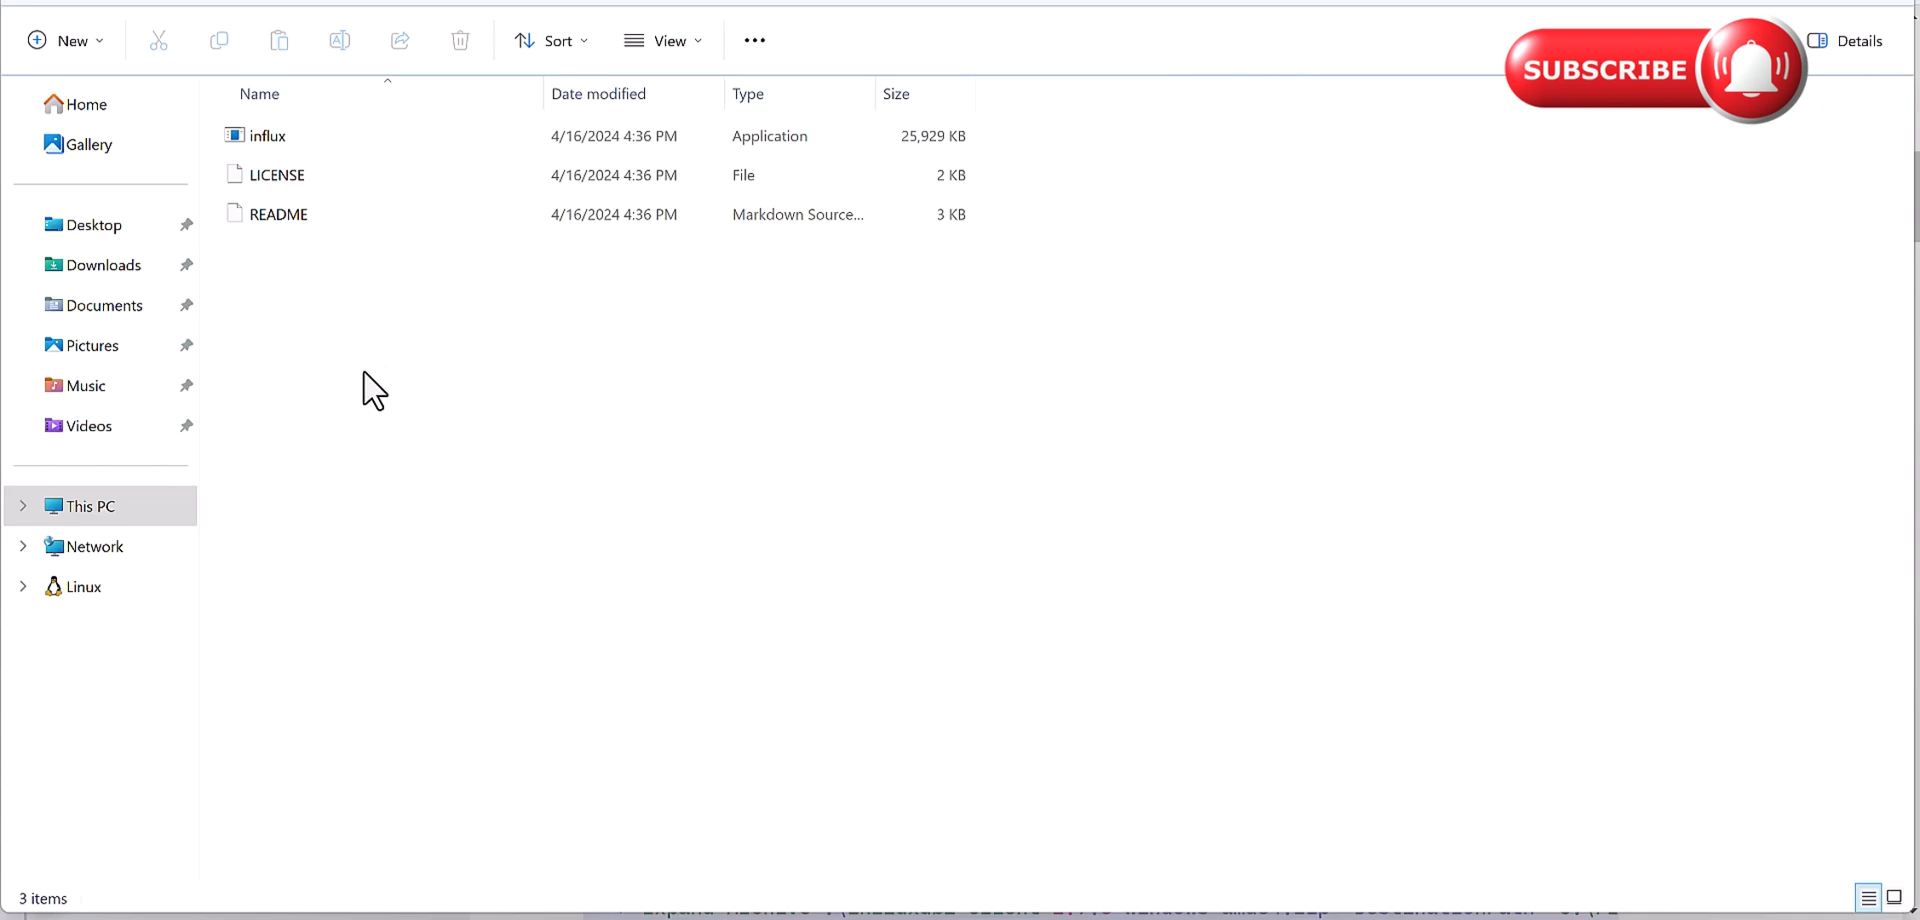 New
Sort
View
Details
SUBSCRIBE
Name
Date modified
Type
Size
influx
4/16/2024 4:36 PM
Application
25,929 KB
LICENSE
4/16/2024 4:36 PM
File
2 KB
README
4/16/2024 4:36 PM
Markdown Source...
3 KB
Home
Gallery
Desktop
Downloads
Documents
Pictures
Music
Videos
This PC
Network
Linux
3 items